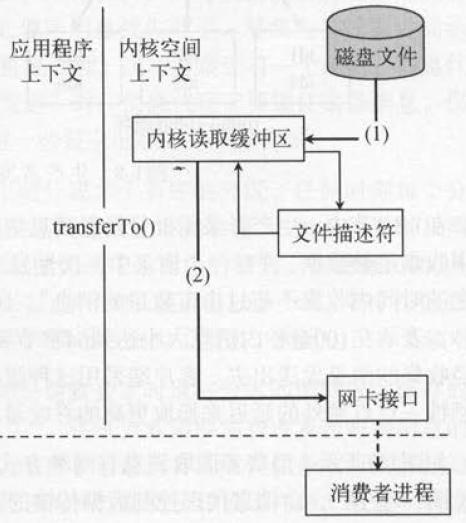 应用程序
上下文
内核空间
上下文
磁盘文件
(1)
内核读取缓冲区
transferTo()
文件描述符
(2)
网卡接口
消费者进程